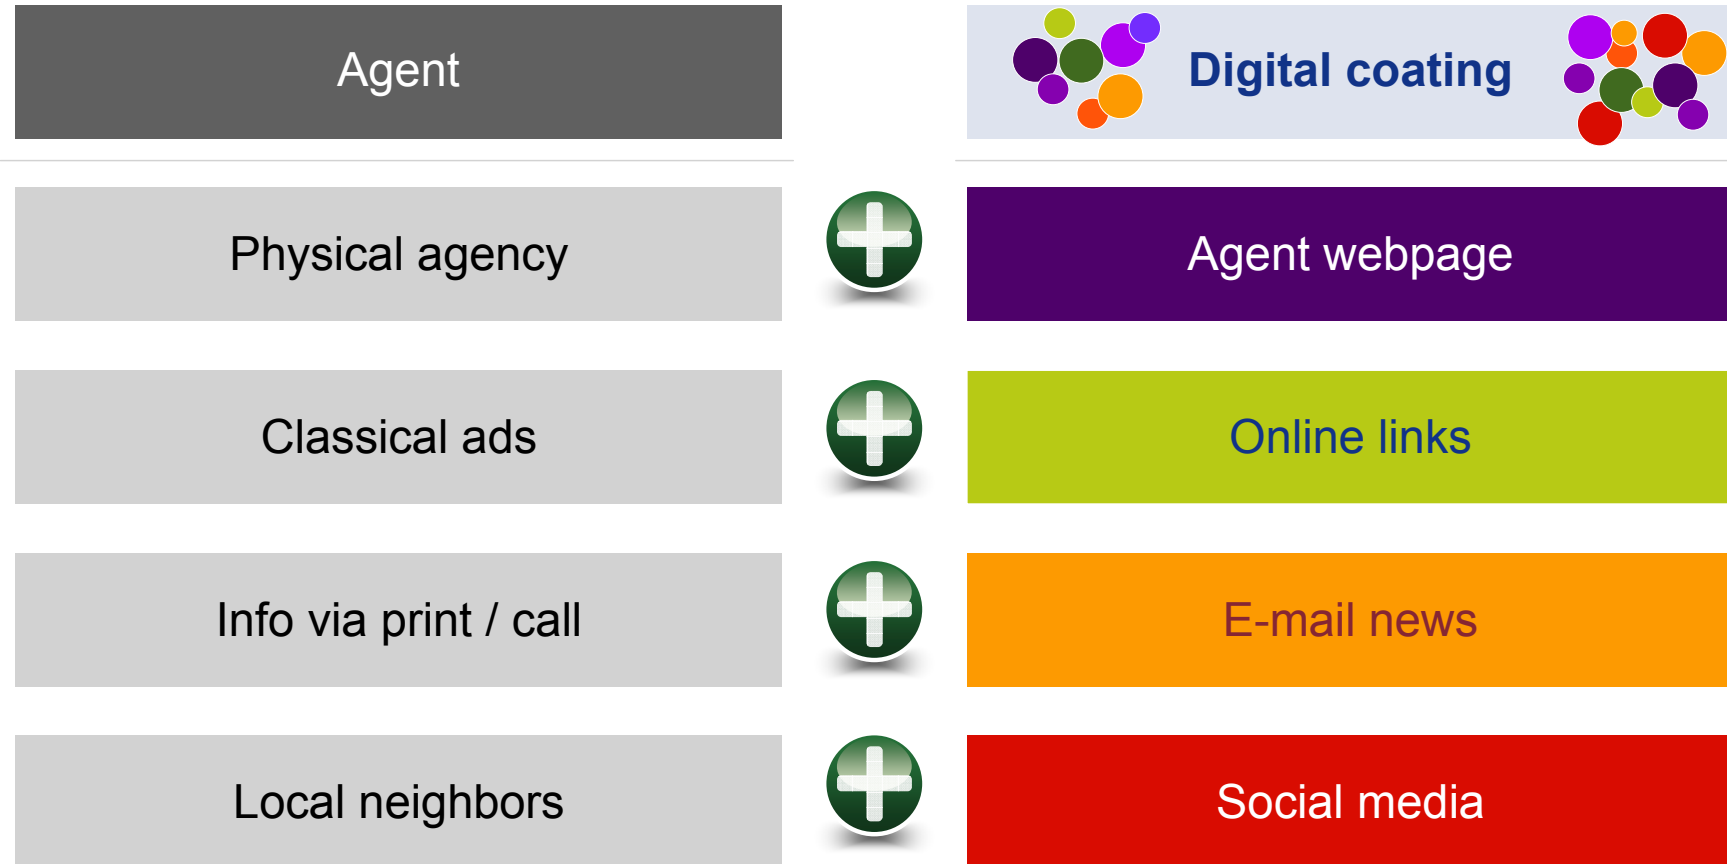 Agent
Digital coating
Physical agency
Agent webpage
Classical ads
Online links
Info via print / call
E-mail news
Local neighbors
Social media